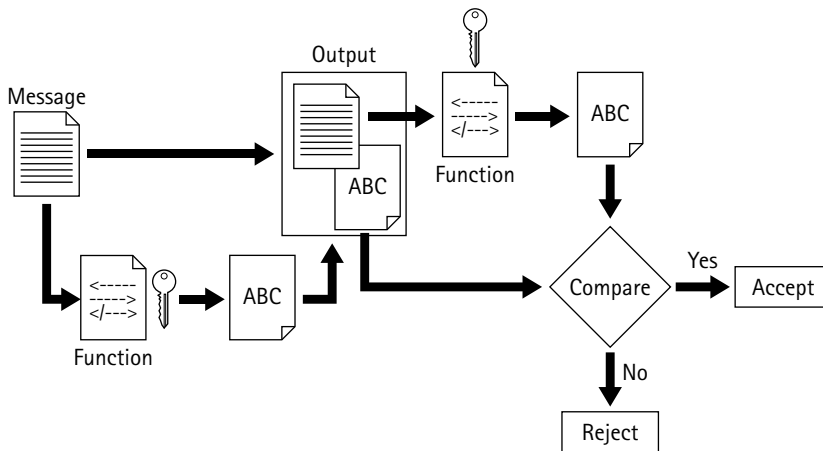 Output
Message
<-----
----->
</--->
ABC
ABC
Function
<-----
----->
</--->
ABC
Function
Compare
Yes
Accept
No
Reject